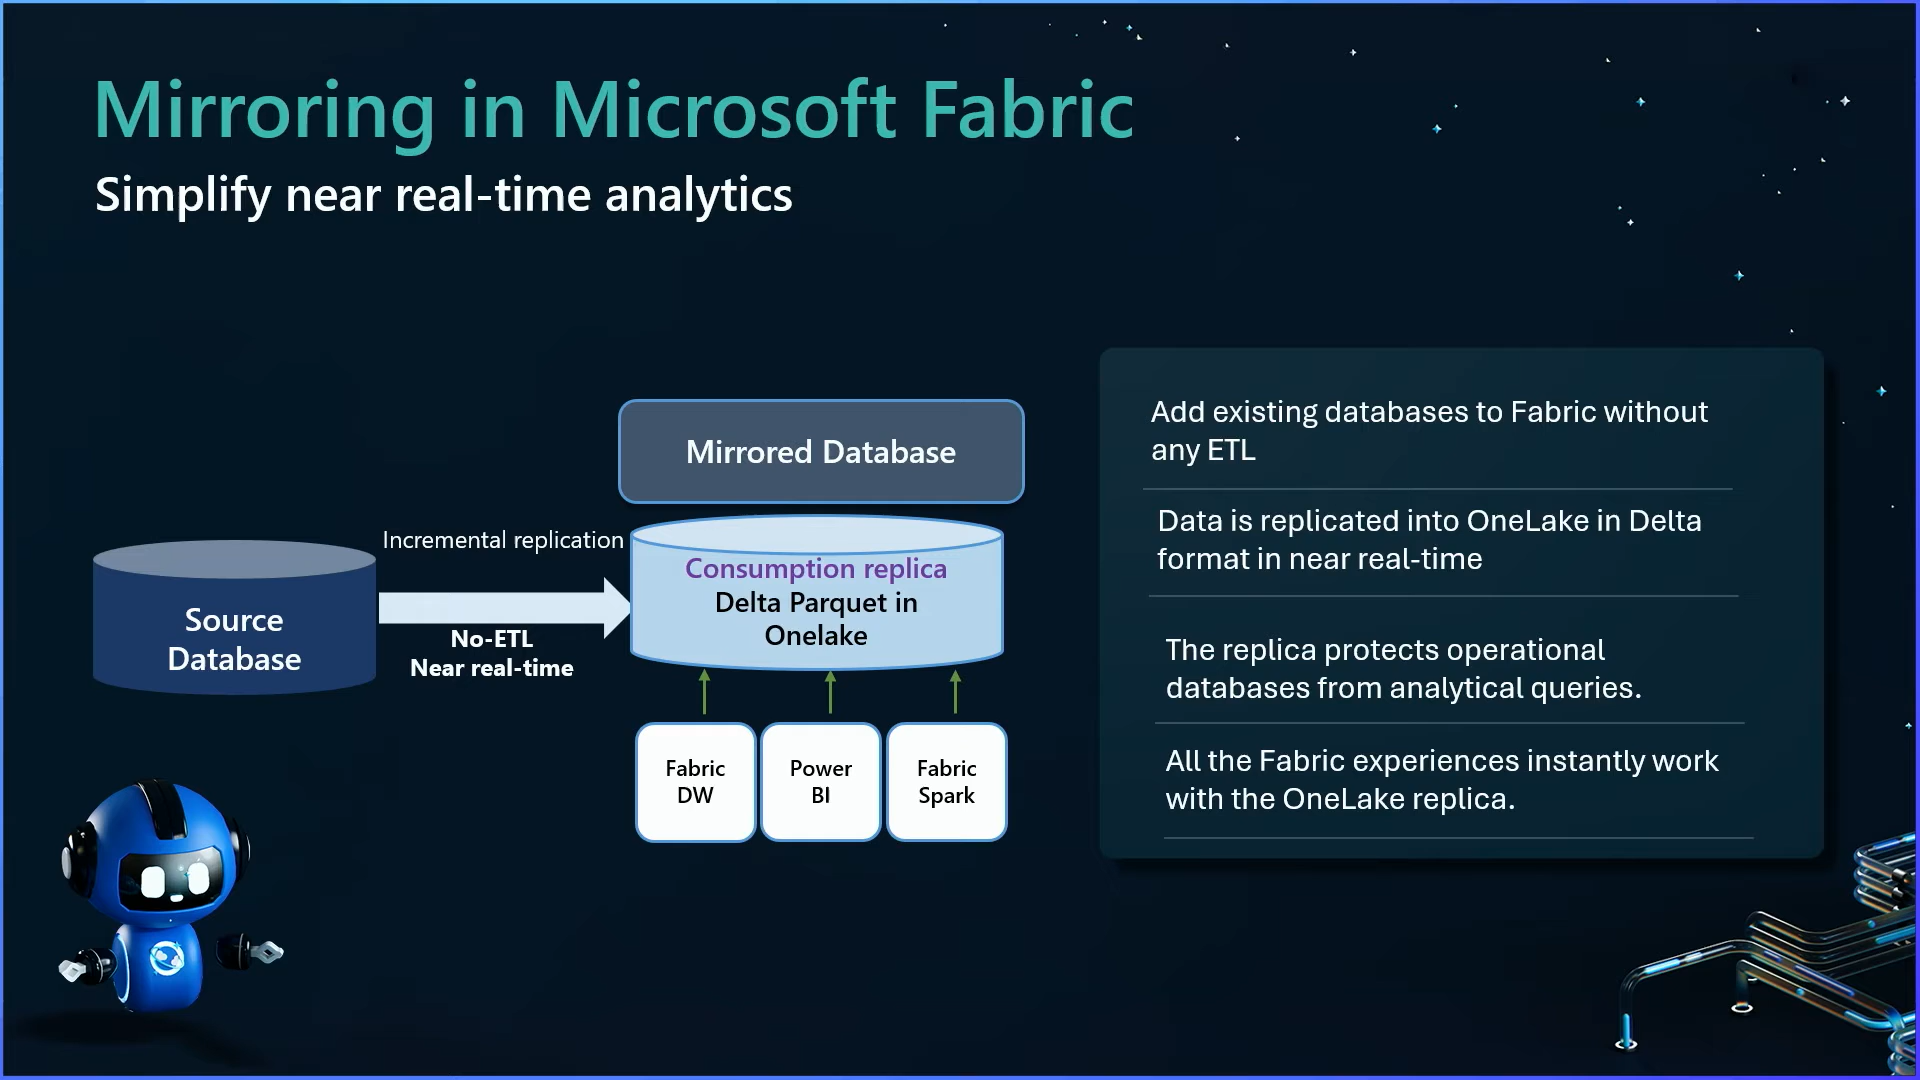 Mirroring in Microsoft Fabric
Simplify near real-time analytics
Mirrored Database
Incremental replication
Source
Database
No-ETL
Near real-time
Consumption replica
Delta Parquet in
Onelake
Fabric
DW
Power
BI
Fabric
Spark
Add existing databases to Fabric without
any ETL
Data is replicated into OneLake in Delta
format in near real-time
The replica protects operational
databases from analytical queries.
All the Fabric experiences instantly work
with the OneLake replica.